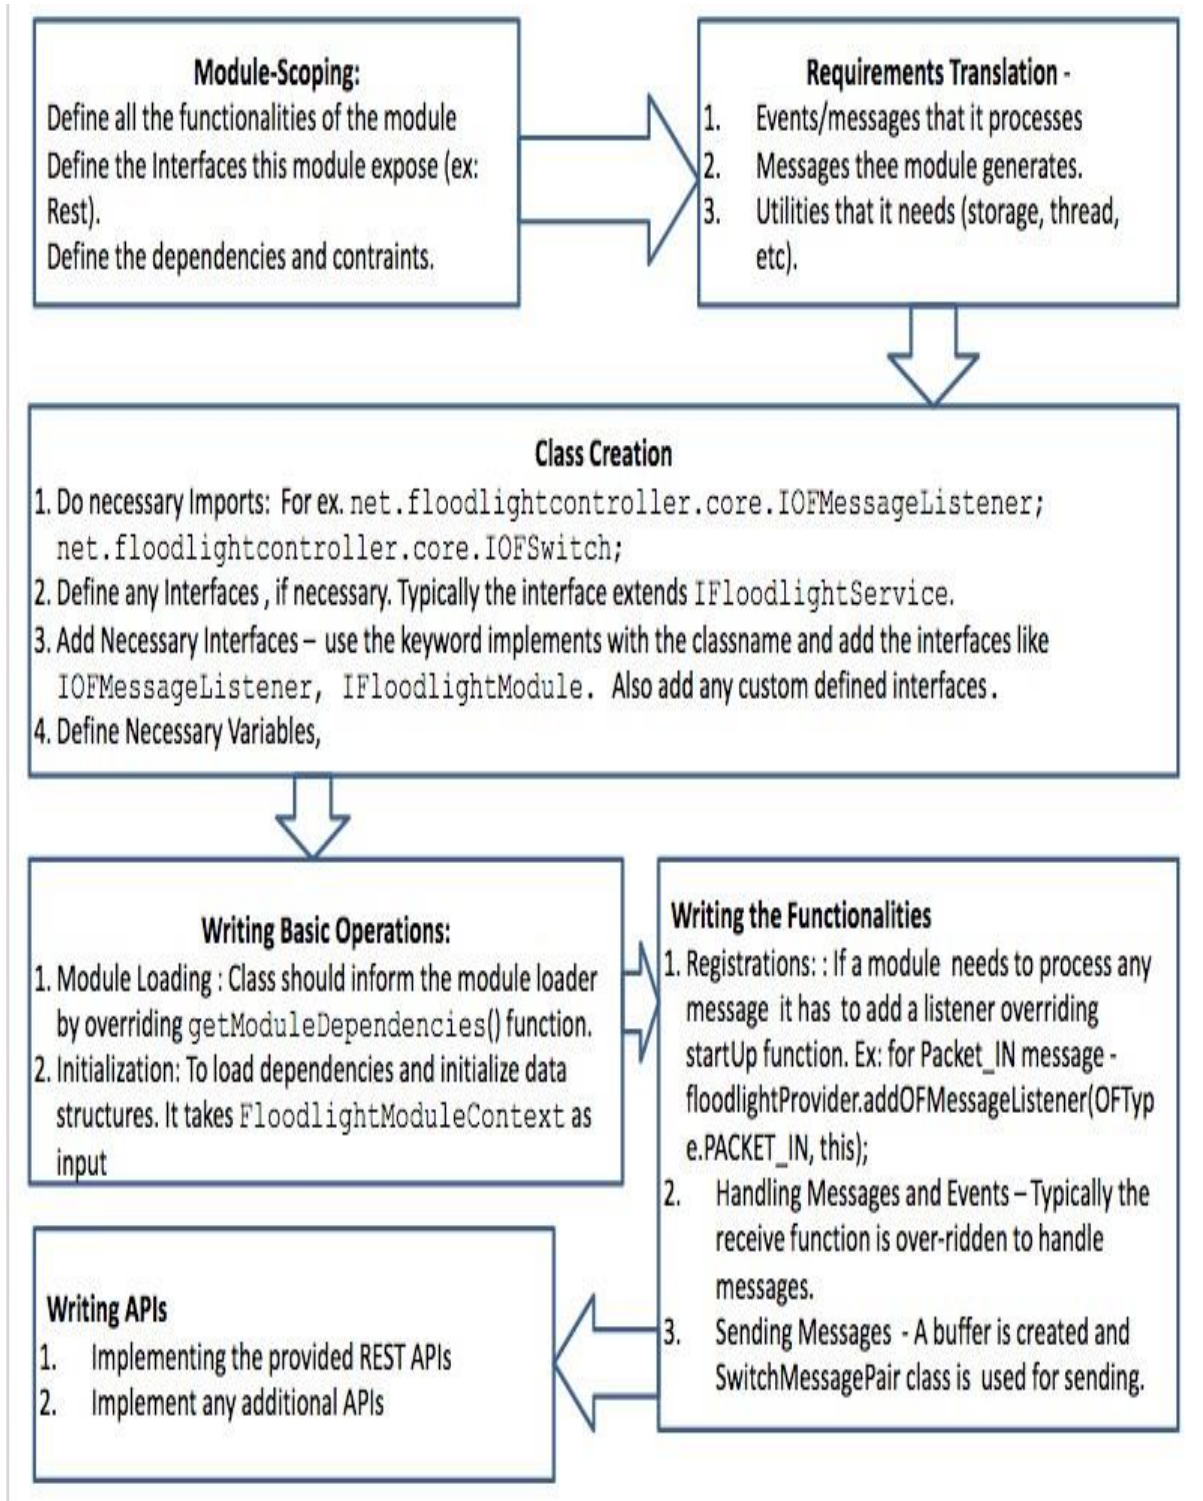 Module-Scoping:
Define all the functionalities of the module
Define the Interfaces this module expose (ex:
Rest).
Define the dependencies and contraints.
Requirements Translation -
1. Events/messages that it processes
2. Messages thee module generates.
3. Utilities that it needs (storage, thread,
etc).
Class Creation
1. Do necessary Imports: For ex. net.floodlightcontroller.core.IOFMessageListener;
net.floodlightcontroller.core.IOFSwitch;
2. Define any Interfaces , if necessary. Typically the interface extends IFloodlightService.
3. Add Necessary Interfaces – use the keyword implements with the classname and add the interfaces like
IOFMessageListener, IFloodlightModule. Also add any custom defined interfaces.
4. Define Necessary Variables,
Writing Basic Operations:
1. Module Loading : Class should inform the module loader
by overriding getModuleDependencies() function.
2. Initialization: To load dependencies and initialize data
structures. It takes FloodlightModuleContext as
input
Writing the Functionalities
1. Registrations: : If a module needs to process any
message it has to add a listener overriding
startUp function. Ex: for Packet_IN message -
floodlightProvider.addOFMessageListener(OFTyp
e.PACKET_IN, this);
2. Handling Messages and Events – Typically the
receive function is over-ridden to handle
messages.
3. Sending Messages - A buffer is created and
SwitchMessagePair class is used for sending.
Writing APIs
1. Implementing the provided REST APIs
2. Implement any additional APIs